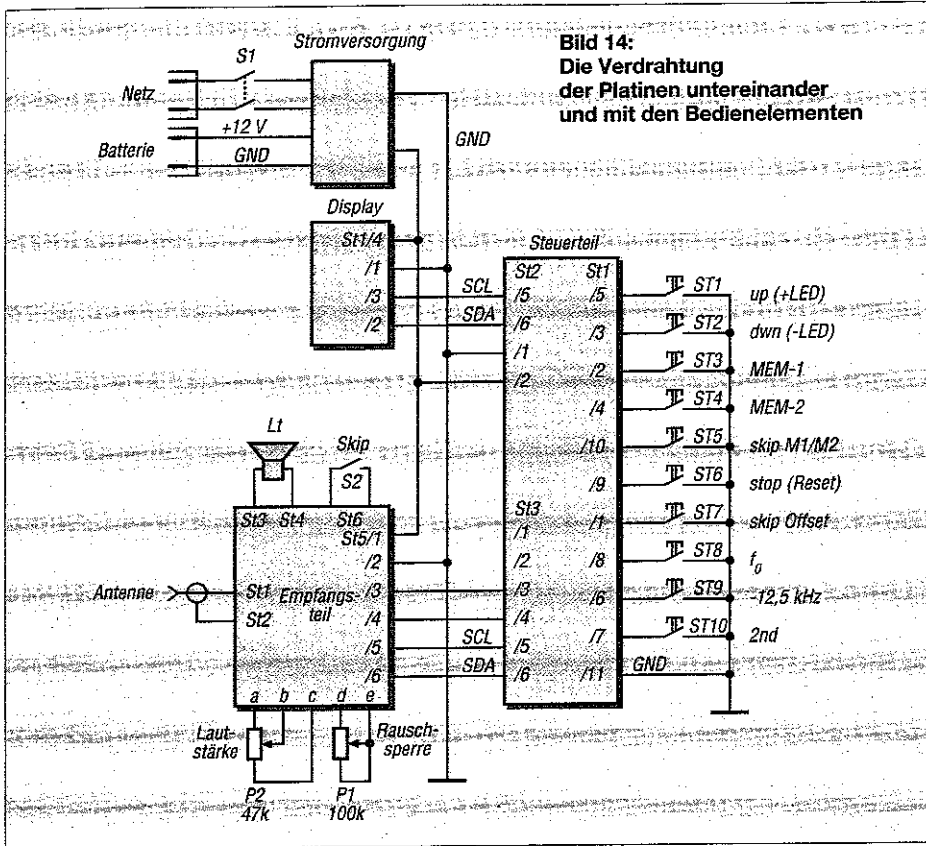 Bild 14:
Die Verdrahtung
der Platinen untereinander
und mit den Bedienelementen
Stromversorgung
S1
Netz
+12 V
Batterie
GND
GND
Display
St1/4
/1
/3
/2
SCL
SDA
Steuerteil
St2
/5
/6
/1
/2
St3
/1
/2
/3
/4
/5
/6
St1
/5
/3
/2
/4
/10
/9
/1
/8
/6
/7
/11
ST1 up (+LED)
ST2 dwn (-LED)
ST3 MEM-1
ST4 MEM-2
ST5 skip M1/M2
ST6 stop (Reset)
ST7 skip Offset
ST8 f0
ST9 -12,5 kHz
ST10 2nd
GND
Lt
Skip
S2
St3 St4 St6
St5/1
/2
/3
/4
/5
/6
SCL
SDA
Antenne
St1
St2
Empfangs-
teil
a b c d e
Laut-
stärke
P2
47k
Rausch-
sperre
P1
100k